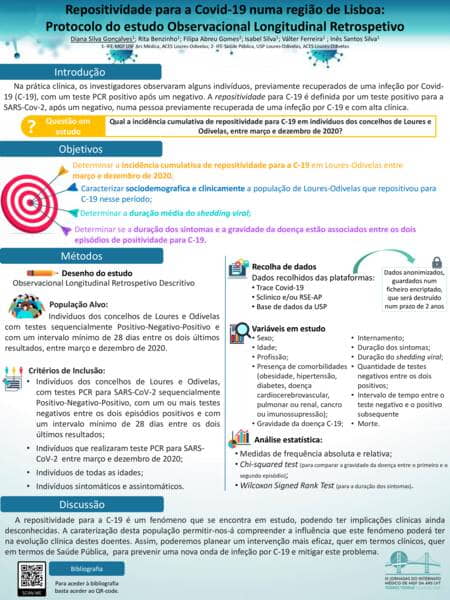 Repositividade para a Covid-19 numa região de Lisboa:
Protocolo do estudo Observacional Longitudinal Retrospetivo
Diana Silva Gonçalves¹; Rita Benzinho¹; Filipa Abreu Gomes¹; Isabel Silva¹; Válter Ferreira²; Inês Santos Silva¹
1- IFE-MGF USF Ars Médica, ACES Loures-Odivelas; 2- IFE-Saúde Pública, USP Loures-Odivelas, ACES Loures-Odivelas
Introdução
Na prática clínica, os investigadores observaram alguns indivíduos, previamente recuperados de uma infeção por Covid-
19 (C-19), com um teste PCR positivo após um negativo. A repositividade para C-19 é definida por um teste positivo para a
SARS-Cov-2, após um negativo, numa pessoa previamente recuperada de uma infeção por C-19 e com alta clínica.
?
Questão em
estudo
Qual a incidência cumulativa de repositividade para C-19 em indivíduos dos concelhos de Loures e
Odivelas, entre março e dezembro de 2020?
Objetivos
Determinar a incidência cumulativa de repositividade para a C-19 em Loures-Odivelas entre
março e dezembro de 2020.
Caracterizar sociodemografica e clinicamente a população de Loures-Odivelas que repositivou para
C-19 nesse período;
Determinar a duração média do shedding viral;
Determinar se a duração dos sintomas e a gravidade da doença estão associados entre os dois
episódios de positividade para C-19.
Métodos
Desenho do estudo
Observacional Longitudinal Retrospetivo Descritivo
População Alvo:
Indivíduos dos concelhos de Loures e Odivelas
com testes sequencialmente Positivo-Negativo-Positivo e
com um intervalo mínimo de 28 dias entre os dois últimos
resultados, entre março e dezembro de 2020.
Critérios de Inclusão:
• Indivíduos dos concelhos de Loures e Odivelas,
com testes PCR para SARS-CoV-2 sequencialmente
Positivo-Negativo-Positivo, com um ou mais testes
negativos entre os dois episódios positivos e com
um intervalo mínimo de 28 dias entre os dois
últimos resultados;
• Indivíduos que realizaram teste PCR para SARS-
CoV-2 entre março e dezembro de 2020;
• Indivíduos de todas as idades;
• Indivíduos sintomáticos e assintomáticos.
Recolha de dados
Dados recolhidos das plataformas:
• Trace Covid-19
• Sclinico e/ou RSE-AP
• Base de dados da USP
Dados anonimizados,
guardados num
ficheiro encriptado,
que será destruído
num prazo de 2 anos
Variáveis em estudo
• Sexo;
• Idade;
• Profissão;
• Presença de comorbilidades
(obesidade, hipertensão,
diabetes, doença
cardiocerebrovascular,
pulmonar ou renal, cancro
ou imunossupressão);
• Gravidade da doença C-19;
• Internamento;
• Duração dos sintomas;
• Duração do shedding viral;
• Quantidade de testes
negativos entre os dois
positivos;
• Intervalo de tempo entre o
teste negativo e o positivo
subsequente
• Morte.
Análise estatística:
• Medidas de frequência absoluta e relativa;
• Chi-squared test (para comparar a gravidade da doença entre o primeiro e o
segundo episódio);
• Wilcoxon Signed Rank Test (para a duração dos sintomas).
Discussão
A repositividade para a C-19 é um fenómeno que se encontra em estudo, podendo ter implicações clínicas ainda
desconhecidas. A caraterização desta população permitir-nos-á compreender a influência que este fenómeno poderá ter
na evolução clínica destes doentes. Assim, poderemos planear um intervenção mais eficaz, quer em termos clínicos, quer
em termos de Saúde Pública, para prevenir uma nova onda de infeção por C-19 e mitigar este problema.
SCAN ME
Bibliografia
Para aceder à bibliografia
basta aceder ao QR-code.
IX JORNADAS DO INTERNATO
MÉDICO DE MGF DA ARS LVT